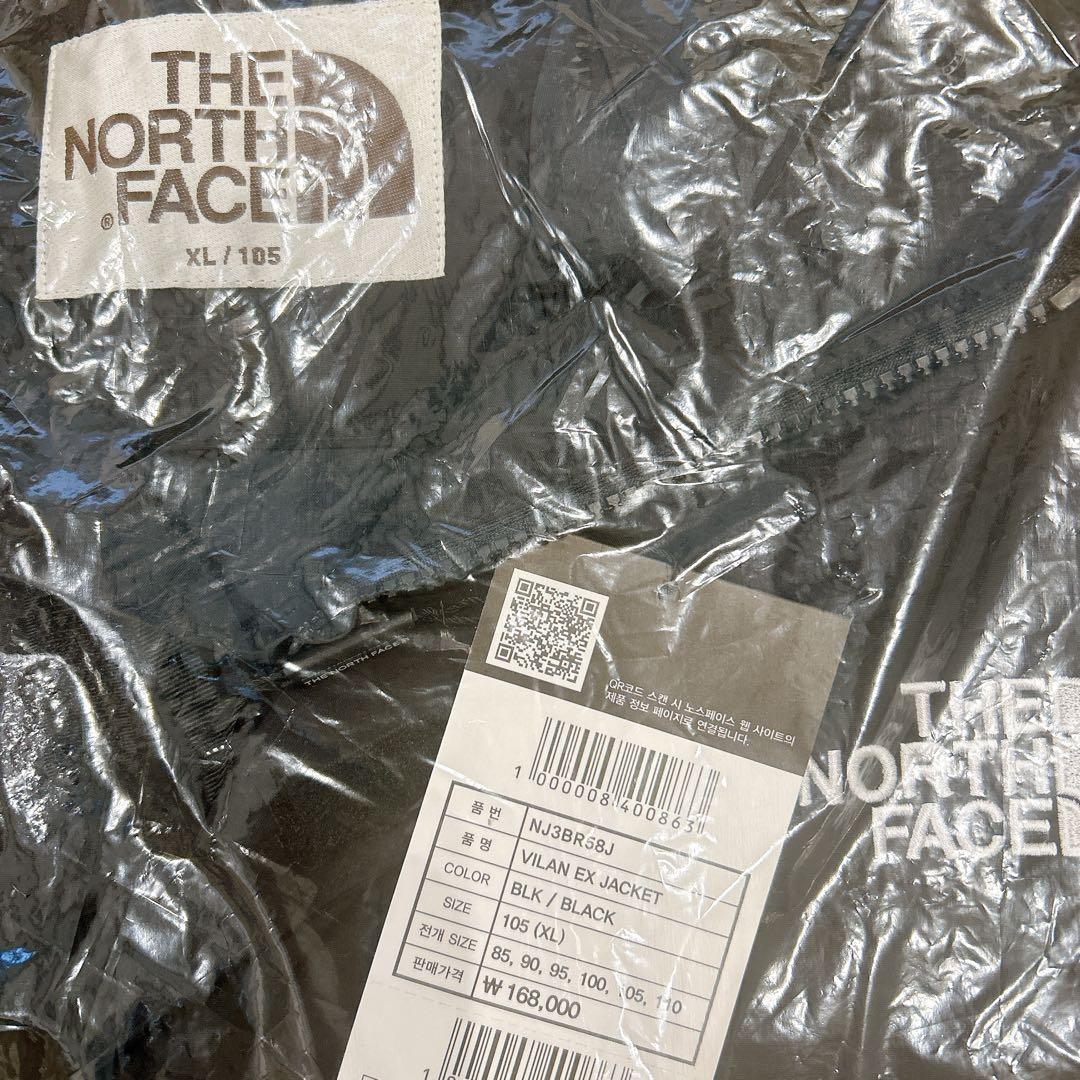 THE
NORTH
FACE
®
XL / 105
THE NORTH FACE
QR코드 스캔 시 노스페이스 웹 사이트의
제품 정보 페이지로 연결됩니다.
1 000008 400863
품 번 NJ3BR58J
품 명 VILAN EX JACKET
COLOR BLK / BLACK
SIZE 105 (XL)
전개 SIZE 85, 90, 95, 100, 105, 110
판매가격 ₩ 168,000
THE
NORTH
FACE